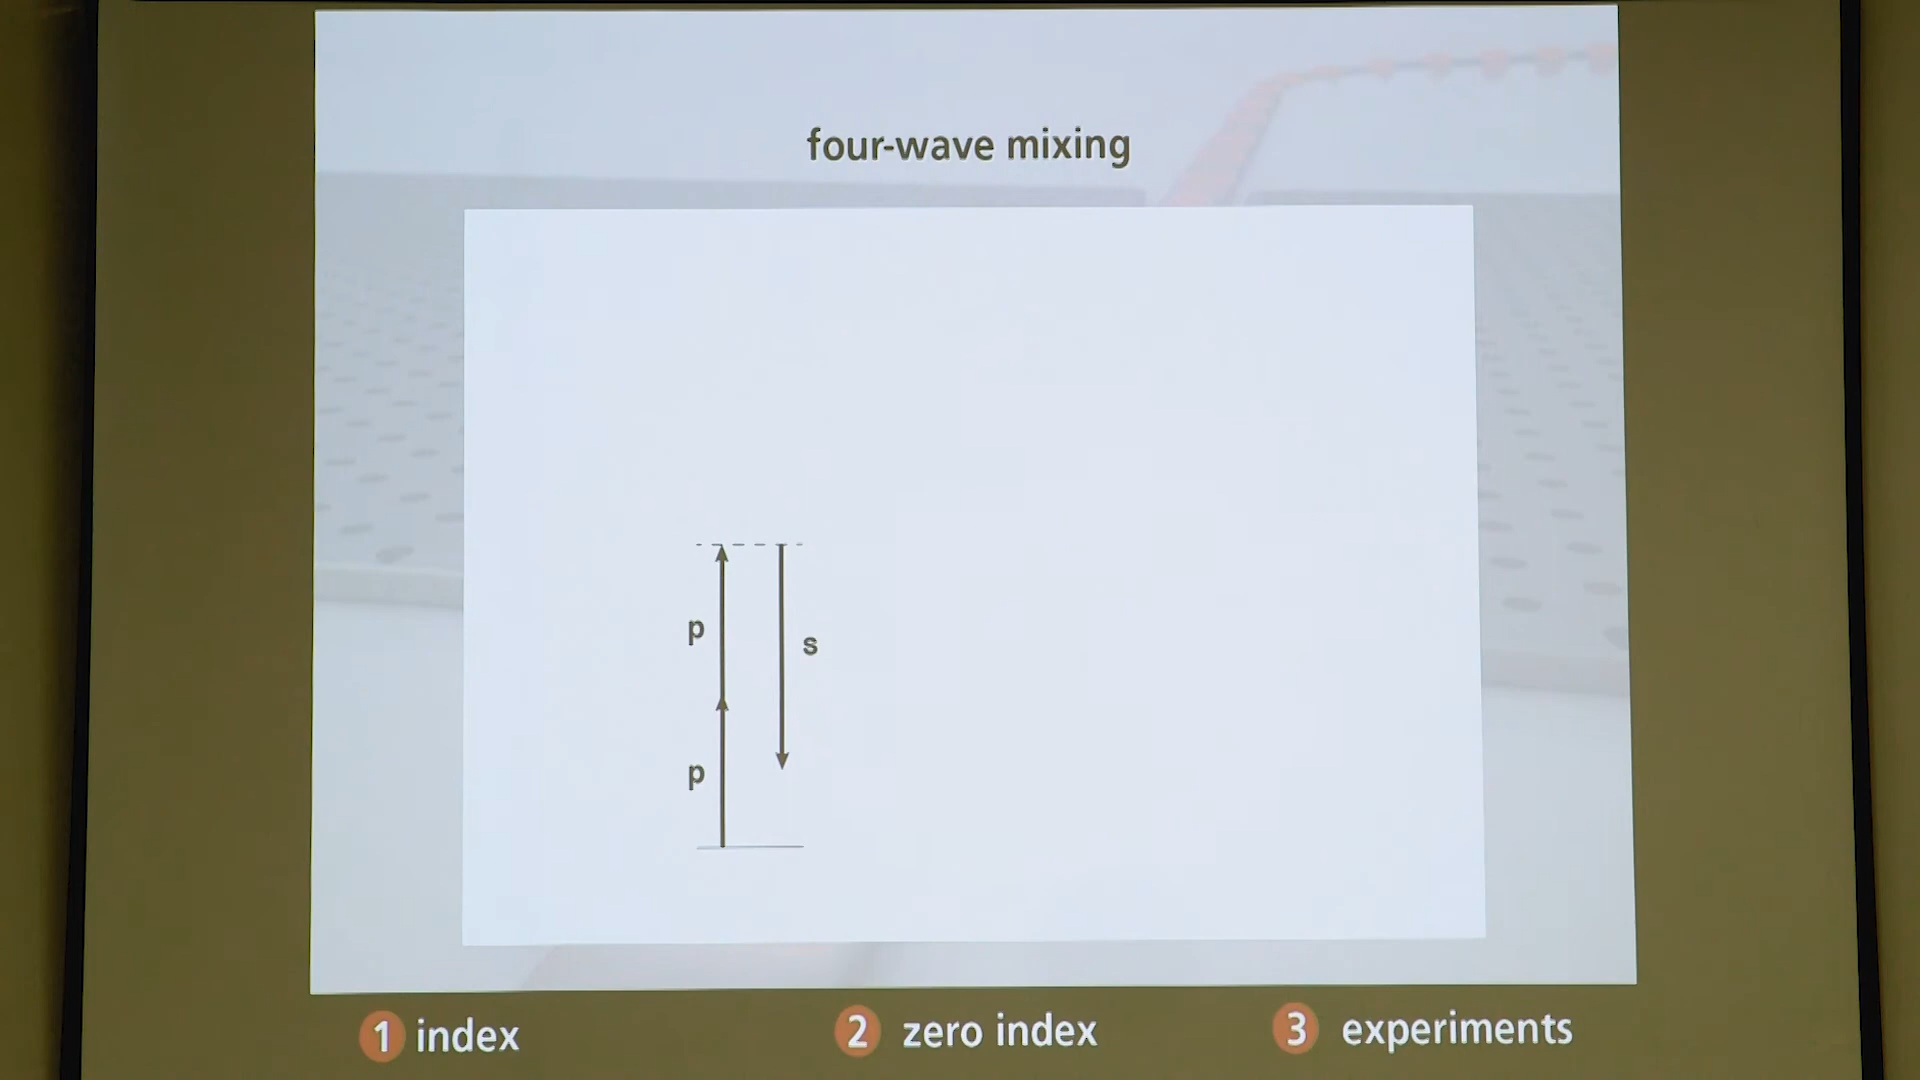 four-wave mixing
p
s
p
1 index
2 zero index
3 experiments